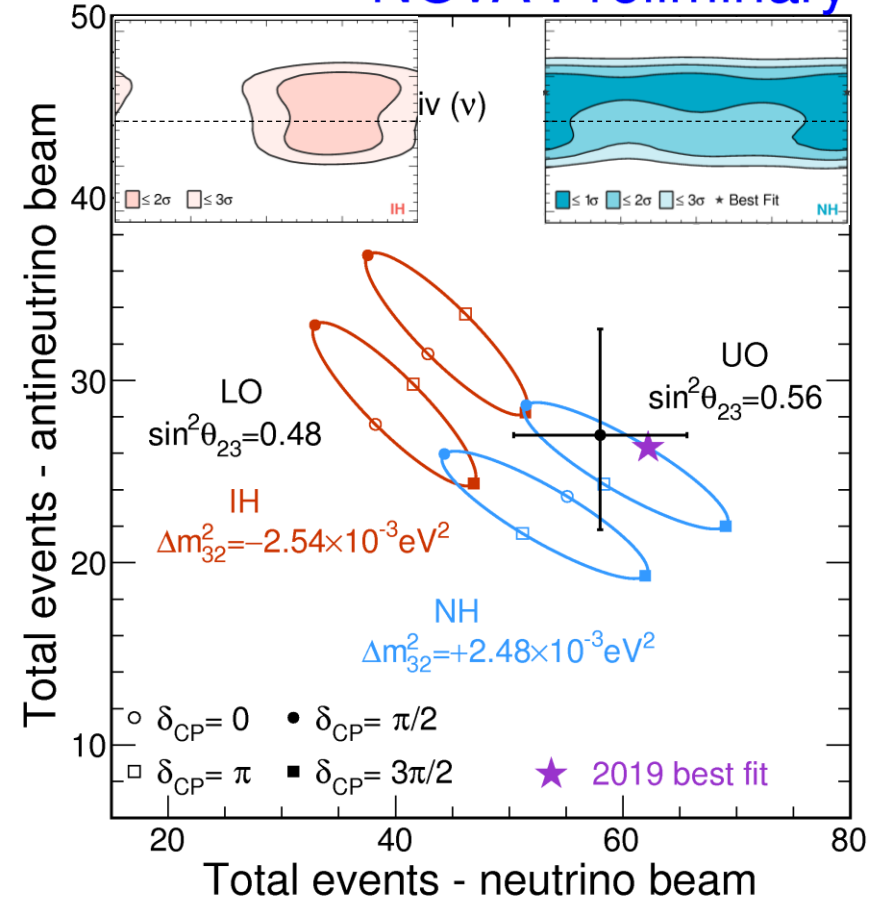 NOvA Preliminary
50
40
30
20
10
20
40
60
80
Total events - antineutrino beam
Total events - neutrino beam
iv (ν)
≤ 2σ ≤ 3σ
IH
≤ 1σ ≤ 2σ ≤ 3σ ★ Best Fit
NH
UO
sin²θ₂₃=0.56
LO
sin²θ₂₃=0.48
IH
Δm²₃₂=−2.54×10⁻³eV²
NH
Δm²₃₂=+2.48×10⁻³eV²
δCP= 0
δCP= π/2
δCP= π
δCP= 3π/2
2019 best fit